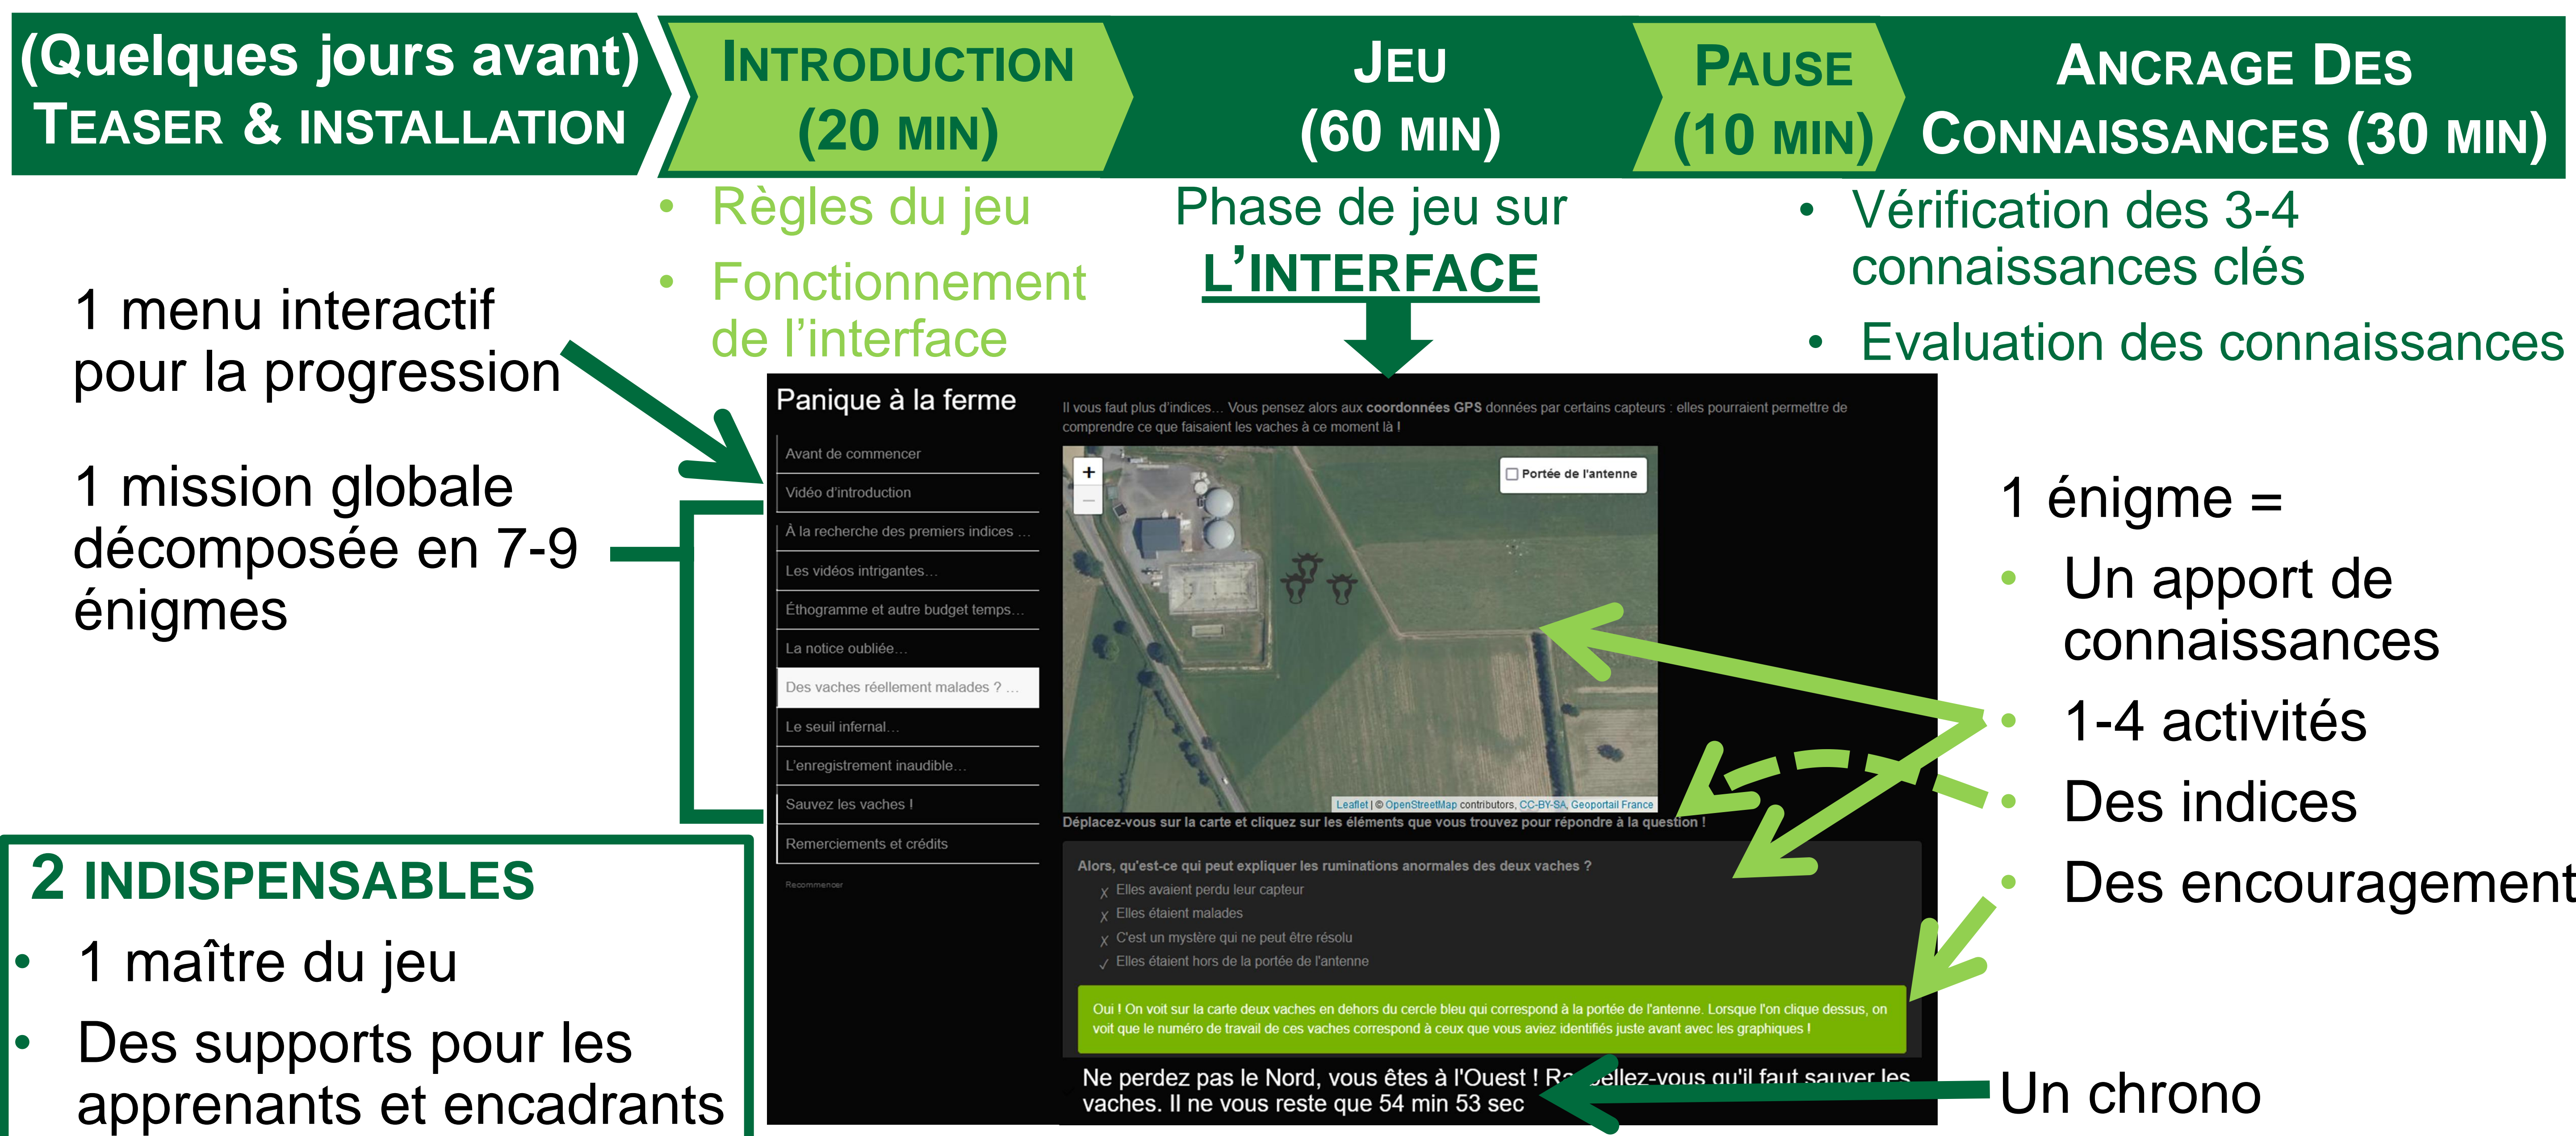 (Quelques jours avant)
TEASER & INSTALLATION
INTRODUCTION
(20 MIN)
JEU
(60 MIN)
PAUSE
(10 MIN)
ANCRAGE DES
CONNAISSANCES (30 MIN)
• Règles du jeu
• Fonctionnement
de l'interface
Phase de jeu sur
L'INTERFACE
• Vérification des 3-4
connaissances clés
• Evaluation des connaissances
1 menu interactif
pour la progression
1 mission globale
décomposée en 7-9
énigmes
2 INDISPENSABLES
• 1 maître du jeu
• Des supports pour les
apprenants et encadrants
Panique à la ferme
Avant de commencer
Vidéo d'introduction
À la recherche des premiers indices ...
Les vidéos intrigantes...
Éthogramme et autre budget temps...
La notice oubliée...
Des vaches réellement malades ? ...
Le seuil infernal...
L'enregistrement inaudible...
Sauvez les vaches !
Remerciements et crédits
Recommencer
Il vous faut plus d'indices... Vous pensez alors aux coordonnées GPS données par certains capteurs : elles pourraient permettre de
comprendre ce que faisaient les vaches à ce moment là !
+
−
Portée de l'antenne
Leaflet | © OpenStreetMap contributors, CC-BY-SA, Geoportail France
Déplacez-vous sur la carte et cliquez sur les éléments que vous trouvez pour répondre à la question !
Alors, qu'est-ce qui peut expliquer les ruminations anormales des deux vaches ?
✗ Elles avaient perdu leur capteur
✗ Elles étaient malades
✗ C'est un mystère qui ne peut être résolu
✓ Elles étaient hors de la portée de l'antenne
Oui ! On voit sur la carte deux vaches en dehors du cercle bleu qui correspond à la portée de l'antenne. Lorsque l'on clique dessus, on
voit que le numéro de travail de ces vaches correspond à ceux que vous aviez identifiés juste avant avec les graphiques !
Ne perdez pas le Nord, vous êtes à l'Ouest ! Rappellez-vous qu'il faut sauver les
vaches. Il ne vous reste que 54 min 53 sec
1 énigme =
• Un apport de
connaissances
• 1-4 activités
• Des indices
• Des encouragement
Un chrono